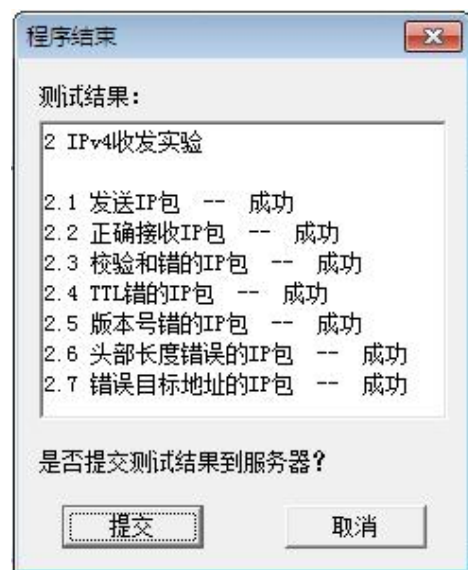 程序结束
测试结果:
2 IPv4收发实验
2.1 发送IP包 -- 成功
2.2 正确接收IP包 -- 成功
2.3 校验和错的IP包 -- 成功
2.4 TTL错的IP包 -- 成功
2.5 版本号错的IP包 -- 成功
2.6 头部长度错误的IP包 -- 成功
2.7 错误目标地址的IP包 -- 成功
是否提交测试结果到服务器?
提交 取消